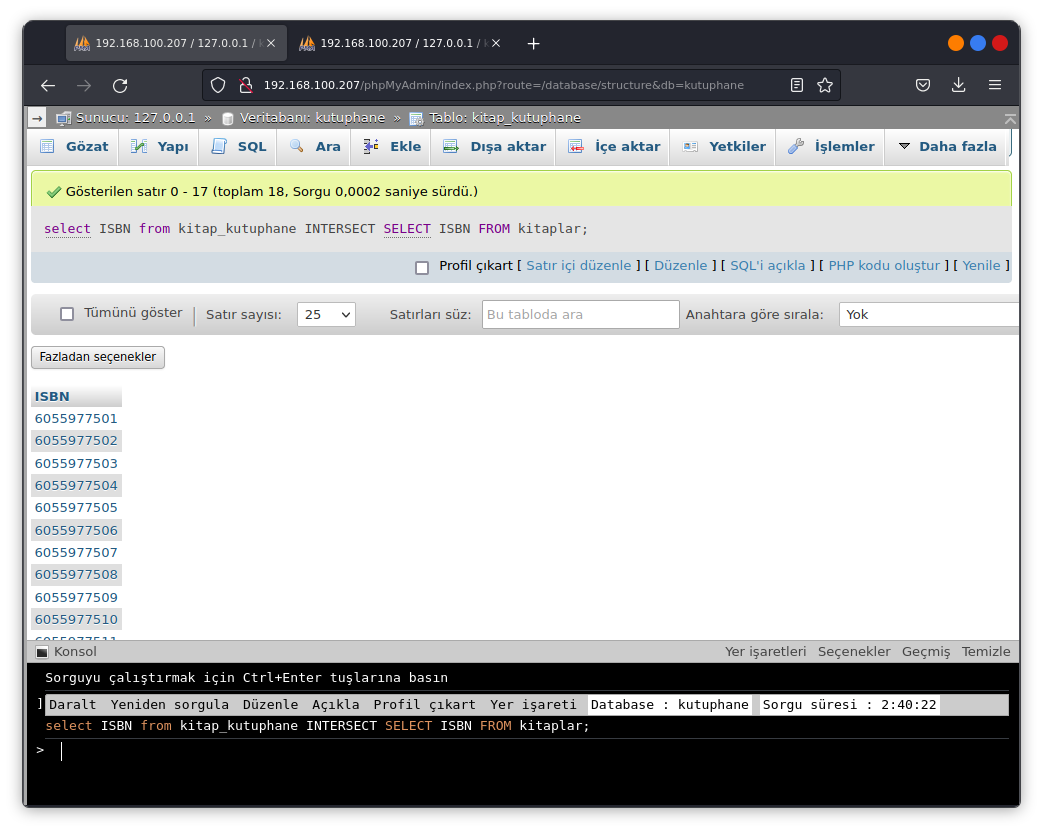 192.168.100.207 / 127.0.0.1 /
192.168.100.207 / 127.0.0.1 /
192.168.100.207/phpMyAdmin/index.php?route=/database/structure&db=kutuphane
Sunucu: 127.0.0.1 » Veritabanı: kutuphane » Tablo: kitap_kutuphane
Gözat Yapı SQL Ara Ekle Dışa aktar İçe aktar Yetkiler İşlemler Daha fazla
Gösterilen satır 0 - 17 (toplam 18, Sorgu 0,0002 saniye sürdü.)
select ISBN from kitap_kutuphane INTERSECT SELECT ISBN FROM kitaplar;
Profil çıkart [ Satır içi düzenle ] [ Düzenle ] [ SQL'i açıkla ] [ PHP kodu oluştur ] [ Yenile ]
Tümünü göster | Satır sayısı: 25 Satırları süz: Bu tabloda ara Anahtara göre sırala: Yok
Fazladan seçenekler
ISBN
6055977501
6055977502
6055977503
6055977504
6055977505
6055977506
6055977507
6055977508
6055977509
6055977510
6055977511
Konsol Yer işaretleri Seçenekler Geçmiş Temizle
Sorguyu çalıştırmak için Ctrl+Enter tuşlarına basın
] Daralt Yeniden sorgula Düzenle Açıkla Profil çıkart Yer işareti Database : kutuphane Sorgu süresi : 2:40:22
select ISBN from kitap_kutuphane INTERSECT SELECT ISBN FROM kitaplar;
>